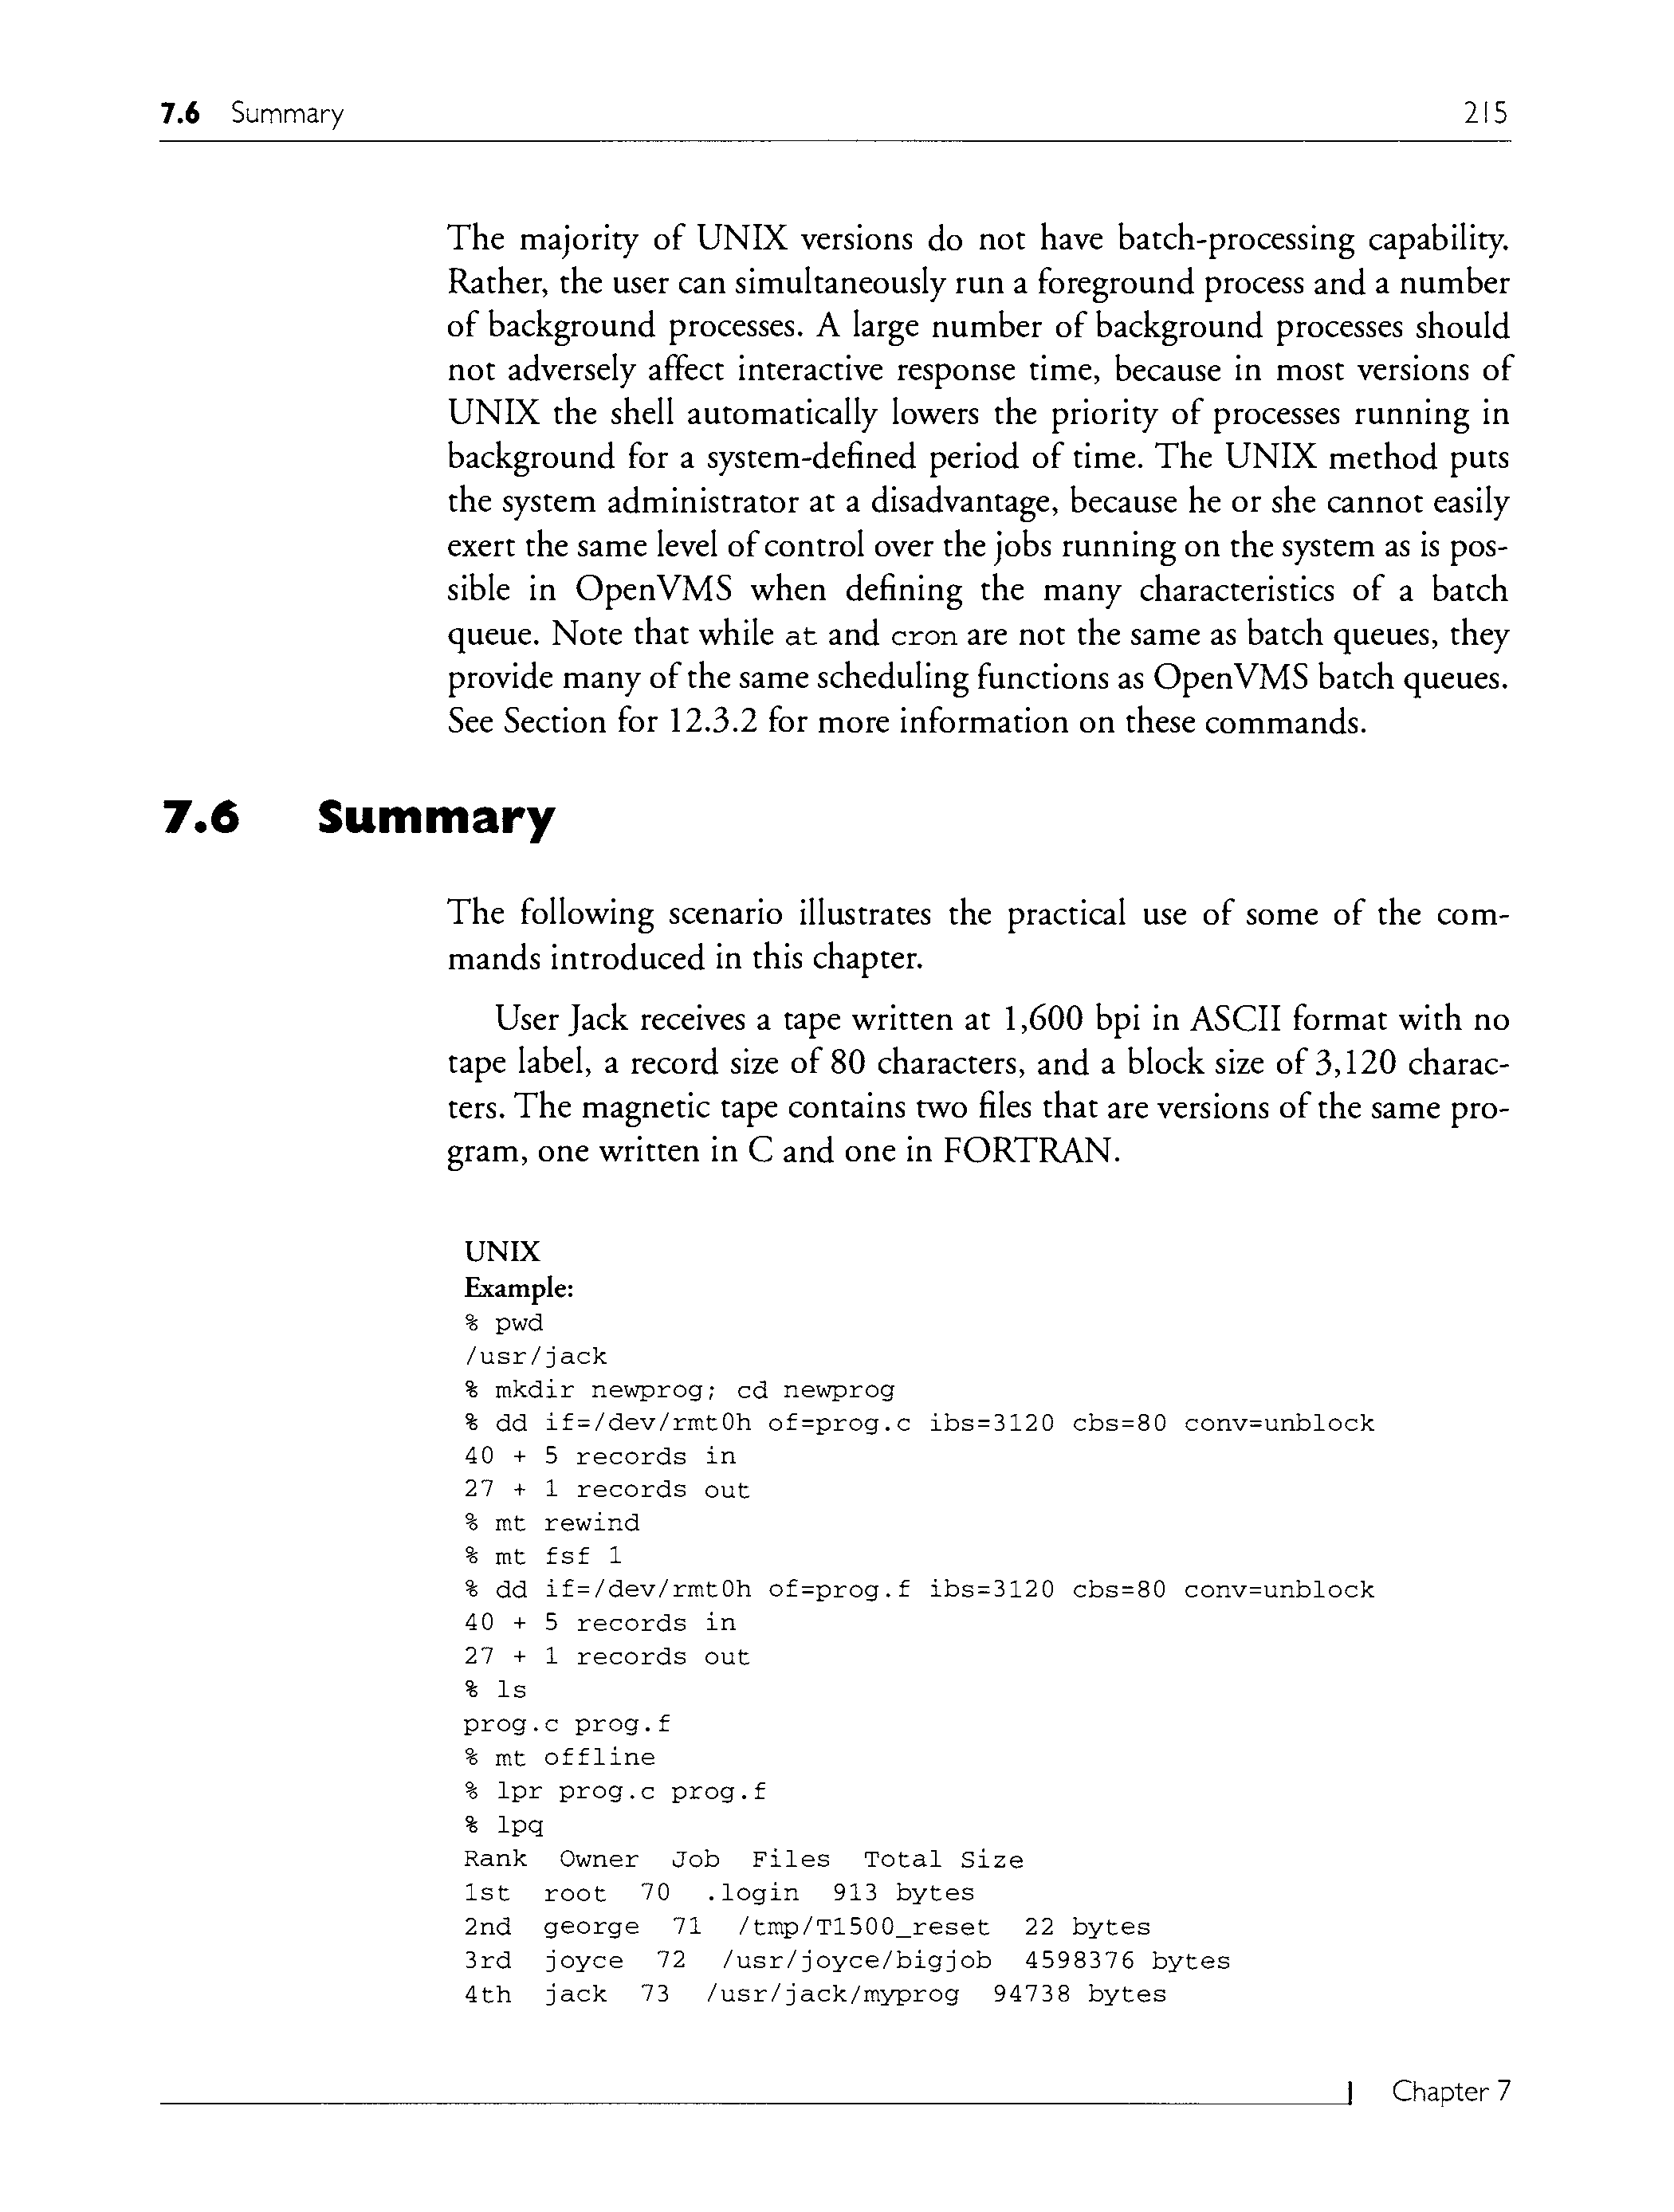 7.6 Summary 215
The majority of UNIX versions do not have batch-processing capability.
Rather, the user can simultaneously run a foreground process and a number
of background processes. A large number of background processes should
not adversely affect interactive response time, because in most versions of
UNIX the shell automatically lowers the priority of processes running in
background for a system-defined period of time. The UNIX method puts
the system administrator at a disadvantage, because he or she cannot easily
exert the same level of control over the jobs running on the system as is pos-
sible in OpenVMS when defining the many characteristics of a batch
queue. Note that while at and cron are not the same as batch queues, they
provide many of the same scheduling functions as OpenVMS batch queues.
See Section for 12.3.2 for more information on these commands.
7.6 Summary
The following scenario illustrates the practical use of some of the com-
mands introduced in this chapter.
User Jack receives a tape written at 1,600 bpi in ASCII format with no
tape label, a record size of 80 characters, and a block size of 3,120 charac-
ters. The magnetic tape contains two files that are versions of the same pro-
gram, one written in C and one in FORTRAN.
UNIX
Example:
% pwd
/usr/jack
% mkdir newprog; cd newprog
% dd if=/dev/rmt0h of=prog.c ibs=3120 cbs=80 conv=unblock
40 + 5 records in
27 + 1 records out
% mt rewind
% mt fsf 1
% dd if=/dev/rmt0h of=prog.f ibs=3120 cbs=80 conv=unblock
40 + 5 records in
27 + 1 records out
% ls
prog.c prog.f
% mt offline
% lpr prog.c prog.f
% lpq
Rank Owner Job Files Total Size
1st root 70 .login 913 bytes
2nd george 71 /tmp/T1500_reset 22 bytes
3rd joyce 72 /usr/joyce/bigjob 4598376 bytes
4th jack 73 /usr/jack/myprog 94738 bytes
Chapter 7